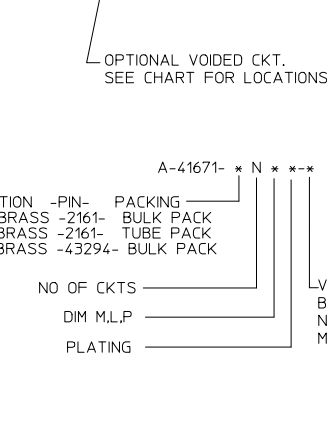 OPTIONAL VOIDED CKT.
SEE CHART FOR LOCATIONS
A-41671- * N * *-*
TION -PIN- PACKING
BRASS -2161- BULK PACK
BRASS -2161- TUBE PACK
BRASS -43294- BULK PACK
NO OF CKTS
DIM M,L,P
PLATING
V
B
N
M